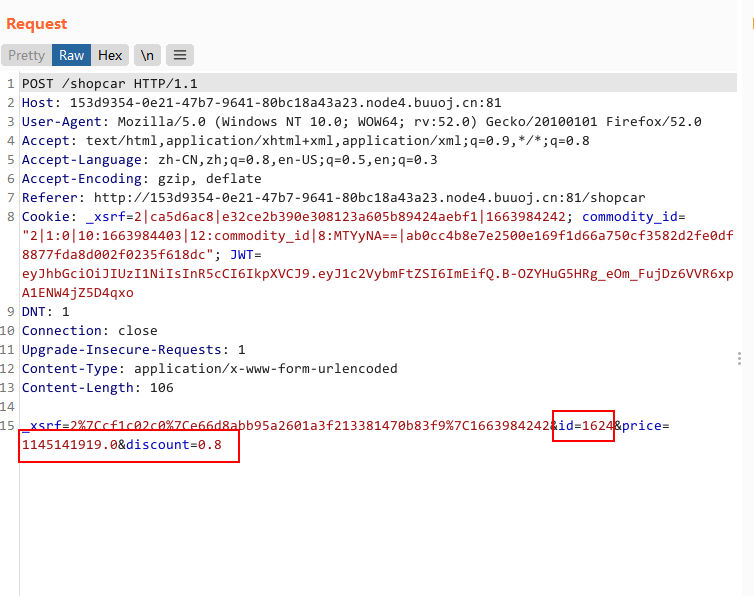 Request
Pretty Raw Hex \n
1 POST /shopcar HTTP/1.1
2 Host: 153d9354-0e21-47b7-9641-80bc18a43a23.node4.buuoj.cn:81
3 User-Agent: Mozilla/5.0 (Windows NT 10.0; WOW64; rv:52.0) Gecko/20100101 Firefox/52.0
4 Accept: text/html,application/xhtml+xml,application/xml;q=0.9,*/*;q=0.8
5 Accept-Language: zh-CN,zh;q=0.8,en-US;q=0.5,en;q=0.3
6 Accept-Encoding: gzip, deflate
7 Referer: http://153d9354-0e21-47b7-9641-80bc18a43a23.node4.buuoj.cn:81/shopcar
8 Cookie: _xsrf=2|ca5d6ac8|e32ce2b390e308123a605b89424aebf1|1663984242; commodity_id=
"2|1:0|10:1663984403|12:commodity_id|8:MTYyNA==|ab0cc4b8e7e2500e169f1d66a750cf3582d2fe0df
8877fda8d002f0235f618dc"; JWT=
eyJhbGciOiJIUzI1NiIsInR5cCI6IkpXVCJ9.eyJ1c2VybmFtZSI6ImEifQ.B-OZYHuG5HRg_eOm_FujDz6VVR6xp
A1ENW4jZ5D4qxo
9 DNT: 1
10 Connection: close
11 Upgrade-Insecure-Requests: 1
12 Content-Type: application/x-www-form-urlencoded
13 Content-Length: 106
14
15 _xsrf=2%7Ccf1c02c0%7Ce66d8abb95a2601a3f213381470b83f9%7C1663984242&id=1624&price=
1145141919.0&discount=0.8